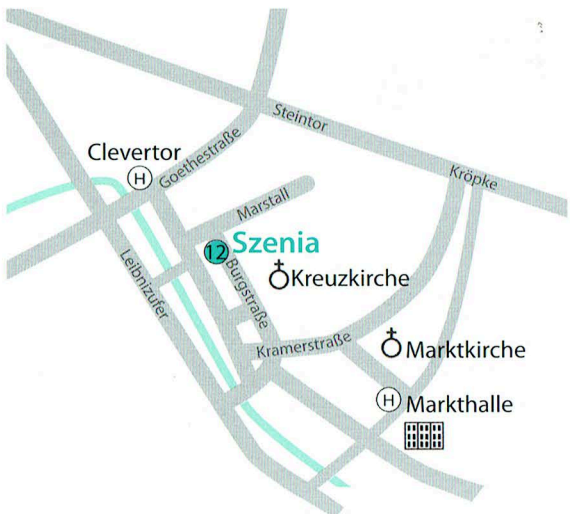 Steintor
Clevertor
H
Goethestraße
Kröpke
Marstall
12 Szenia
Leibnizufer
Burgstraße
Kreuzkirche
Kramerstraße
Marktkirche
H Markthalle